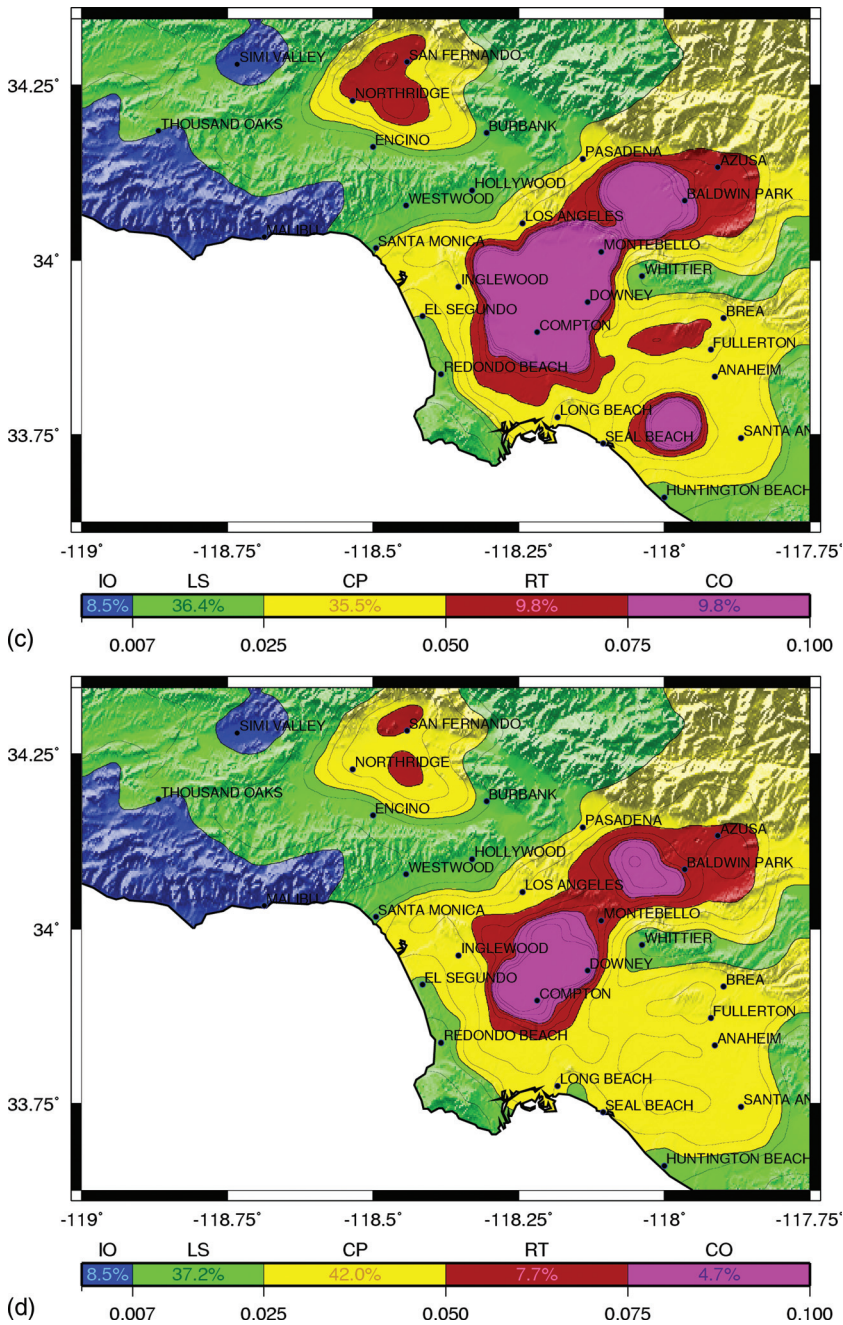 SIMI VALLEY
SAN FERNANDO
34.25°
NORTHRIDGE
THOUSAND OAKS
BURBANK
ENCINO
PASADENA
AZUSA
HOLLYWOOD
BALDWIN PARK
WESTWOOD
LOS ANGELES
MALIBU
SANTA MONICA
MONTEBELLO
34°
WHITTIER
INGLEWOOD
DOWNEY
EL SEGUNDO
BREA
COMPTON
FULLERTON
REDONDO BEACH
ANAHEIM
LONG BEACH
33.75°
SEAL BEACH
SANTA AN
HUNTINGTON BEACH
-119° -118.75° -118.5° -118.25° -118° -117.75°
IO LS CP RT CO
8.5% 36.4% 35.5% 9.8% 9.8%
(c) 0.007 0.025 0.050 0.075 0.100
SIMI VALLEY
SAN FERNANDO
34.25°
NORTHRIDGE
THOUSAND OAKS
BURBANK
ENCINO
PASADENA
AZUSA
HOLLYWOOD
BALDWIN PARK
WESTWOOD
LOS ANGELES
MALIBU
SANTA MONICA
MONTEBELLO
34°
WHITTIER
INGLEWOOD
DOWNEY
EL SEGUNDO
BREA
COMPTON
FULLERTON
REDONDO BEACH
ANAHEIM
LONG BEACH
33.75°
SEAL BEACH
SANTA AN
HUNTINGTON BEACH
-119° -118.75° -118.5° -118.25° -118° -117.75°
IO LS CP RT CO
8.5% 37.2% 42.0% 7.7% 4.7%
(d) 0.007 0.025 0.050 0.075 0.100